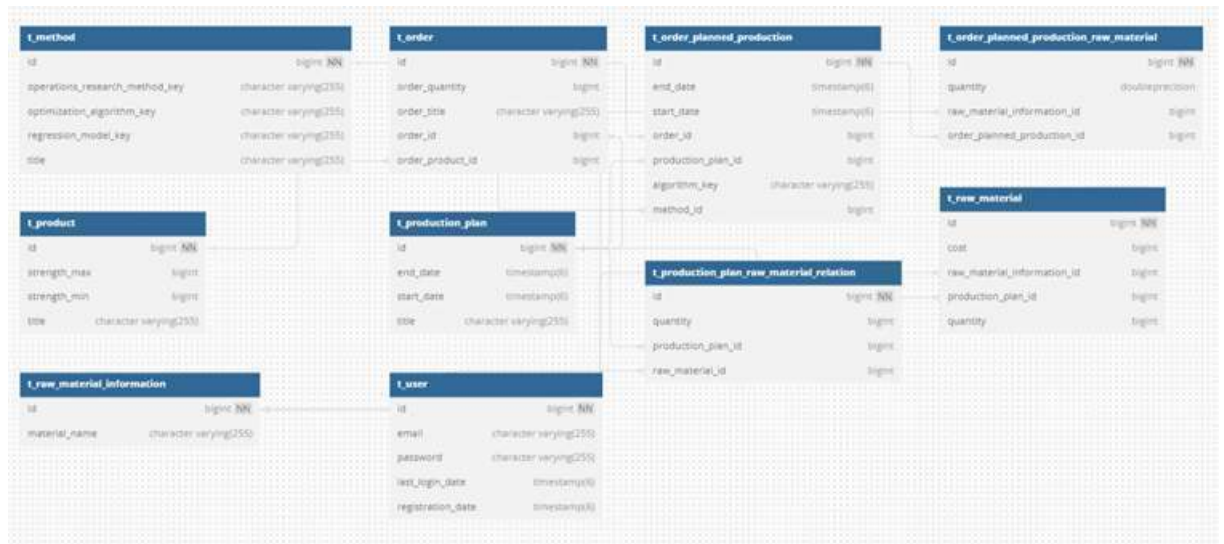 t_method
id bigint NN
operations_research_method_key character varying(255)
optimization_algorithm_key character varying(255)
regression_model_key character varying(255)
title character varying(255)
t_order
id bigint NN
order_quantity bigint
order_title character varying(255)
order_id bigint
order_product_id bigint
t_order_planned_production
id bigint NN
end_date timestamp(6)
start_date timestamp(6)
order_id bigint
production_plan_id bigint
algorithm_key character varying(255)
method_id bigint
t_order_planned_production_raw_material
id bigint NN
quantity doubleprecision
raw_material_information_id bigint
order_planned_production_id bigint
t_product
id bigint NN
strength_max bigint
strength_min bigint
title character varying(255)
t_production_plan
id bigint NN
end_date timestamp(6)
start_date timestamp(6)
title character varying(255)
t_production_plan_raw_material_relation
id bigint NN
quantity bigint
production_plan_id bigint
raw_material_id bigint
t_raw_material
id bigint NN
cost bigint
raw_material_information_id bigint
production_plan_id bigint
quantity bigint
t_raw_material_information
id bigint NN
material_name character varying(255)
t_user
id bigint NN
email character varying(255)
password character varying(255)
last_login_date timestamp(6)
registration_date timestamp(6)